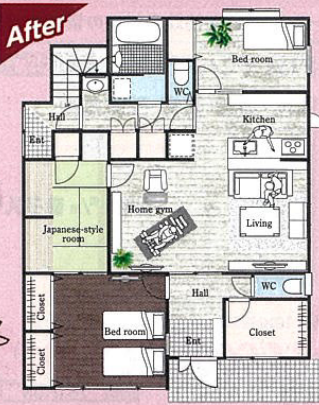 After
Bed room
WC
Kitchen
Hall
Ent
Home gym
Japanese-style
room
Living
Closet
Hall
WC
Bed room
Closet
Closet
Ent